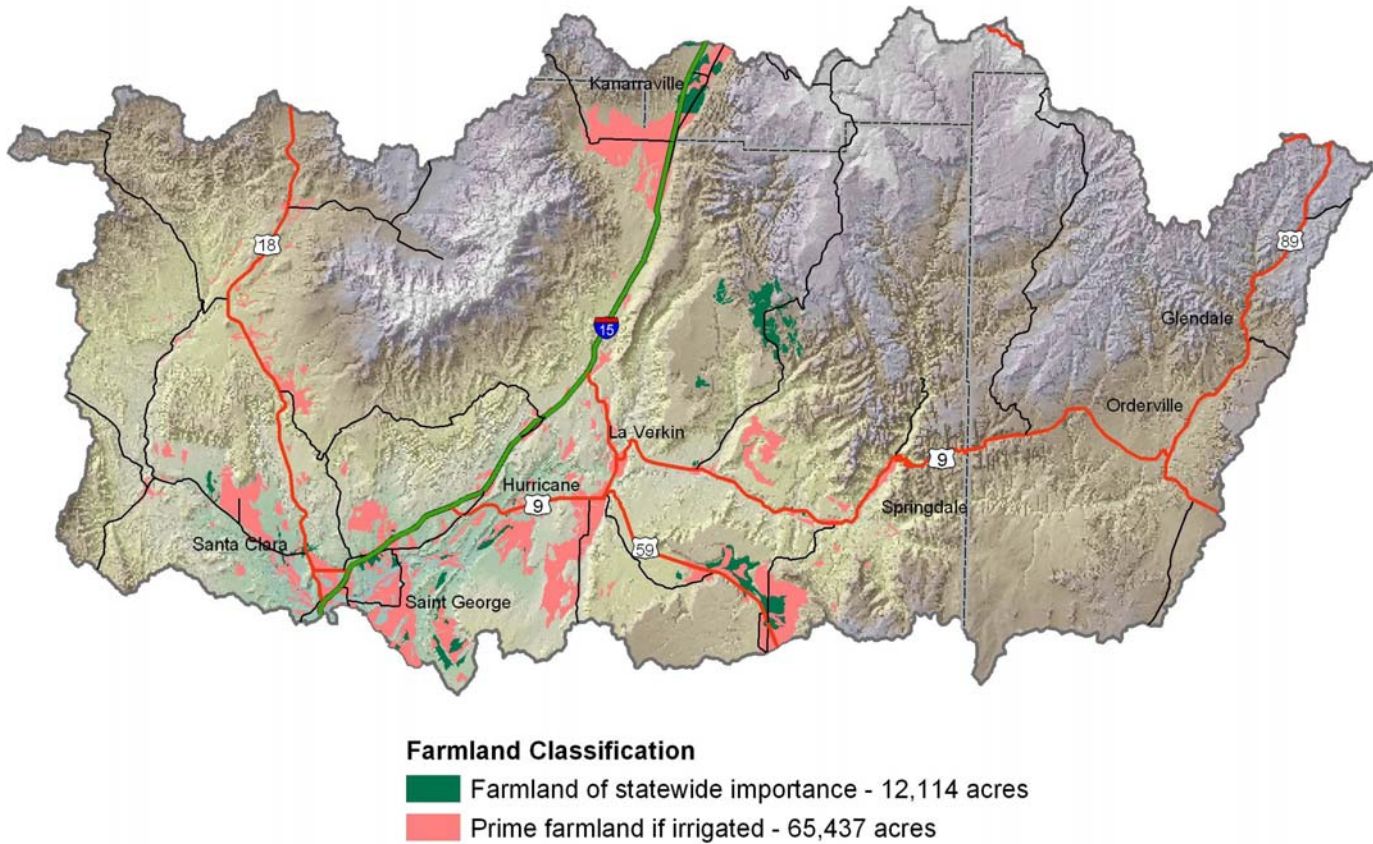 Kanarraville
18
89
15
Glendale
Orderville
La Verkin
9
Hurricane
9
Springdale
Santa Clara
59
Saint George
Farmland Classification
Farmland of statewide importance - 12,114 acres
Prime farmland if irrigated - 65,437 acres